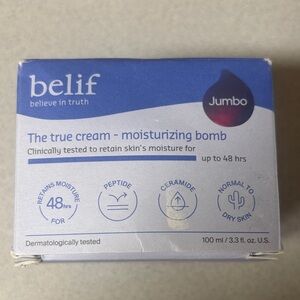 belif
believe in truth
Jumbo
The true cream - moisturizing bomb
Clinically tested to retain skin's moisture for
up to 48 hrs
RETAINS MOISTURE
48hrs
FOR
PEPTIDE
CERAMIDE
NORMAL TO
DRY SKIN
Dermatologically tested
100 ml / 3.3 fl. oz. U.S.